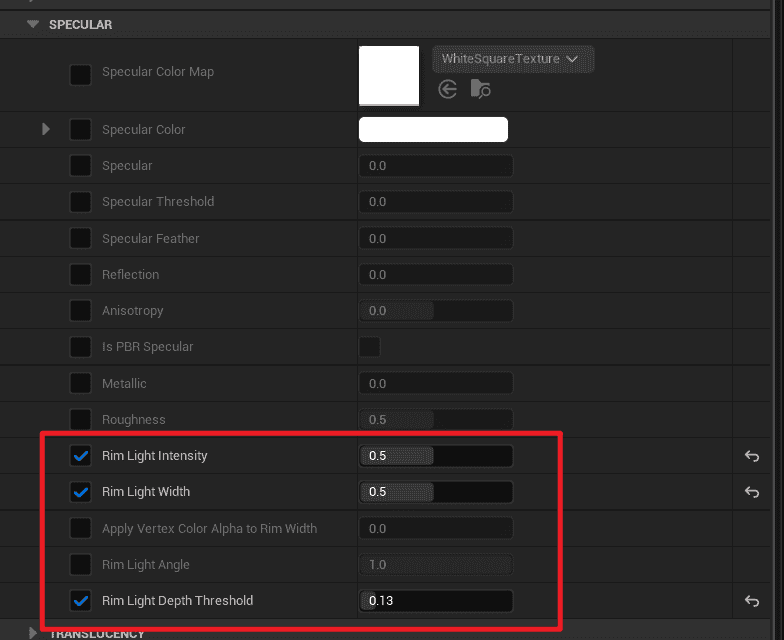 SPECULAR
Specular Color Map
WhiteSquareTexture
Specular Color
Specular 0.0
Specular Threshold 0.0
Specular Feather 0.0
Reflection 0.0
Anisotropy 0.0
Is PBR Specular
Metallic 0.0
Roughness 0.5
Rim Light Intensity 0.5
Rim Light Width 0.5
Apply Vertex Color Alpha to Rim Width 0.0
Rim Light Angle 1.0
Rim Light Depth Threshold 0.13
TRANSLUCENCY